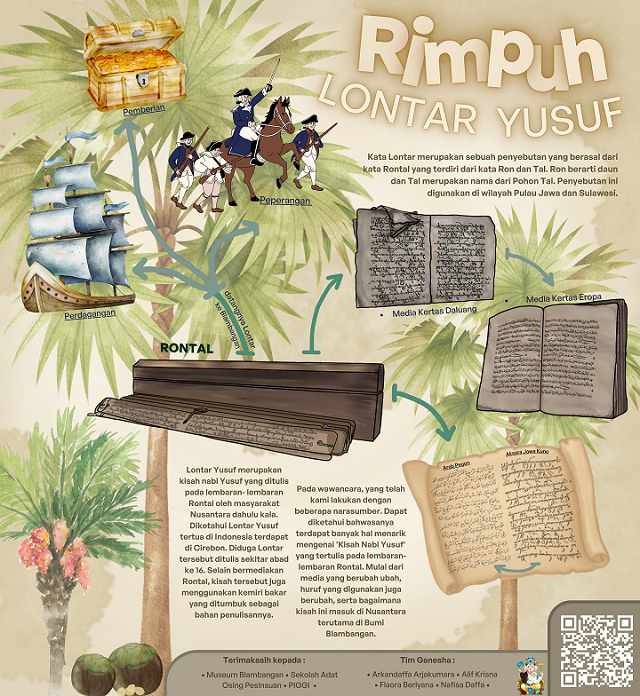 Rimpuh
LONTAR YUSUF
Kata Lontar merupakan sebuah penyebutan yang berasal dari
kata Rontal yang terdiri dari kata Ron dan Tal. Ron berarti daun
dan Tal merupakan nama dari Pohon Tal. Penyebutan ini
digunakan di wilayah Pulau Jawa dan Sulawesi.
Pemberian
Peperangan
Perdagangan
datangnya Lontar
ke Blambangan
RONTAL
• Media Kertas Daluang
• Media Kertas Eropa
Arab Pegon
Aksara Jawa Kuno
Lontar Yusuf merupakan
kisah nabi Yusuf yang ditulis
pada lembaran- lembaran
Rontal oleh masyarakat
Nusantara dahulu kala.
Diketahui Lontar Yusuf
tertua di Indonesia terdapat
di Cirebon. Diduga Lontar
tersebut ditulis sekitar abad
ke 16. Selain bermediakan
Rontal, kisah tersebut juga
menggunakan kemiri bakar
yang ditumbuk sebagai
bahan penulisannya.
Pada wawancara, yang telah
kami lakukan dengan
beberapa narasumber. Dapat
diketahui bahwasanya
terdapat banyak hal menarik
mengenai 'Kisah Nabi Yusuf'
yang tertulis pada lembaran-
lembaran Rontal. Mulai dari
media yang berubah ubah,
huruf yang digunakan juga
berubah, serta bagaimana
kisah ini masuk di Nusantara
terutama di Bumi
Blambangan.
Terimakasih kepada :
• Museum Blambangan • Sekolah Adat
Osing Pesinauan • PIGGI •
Tim Ganesha :
• Arkandaffa Arjakumara • Alif Krisna
• Flaora Berlyana • Nafisa Daffa •